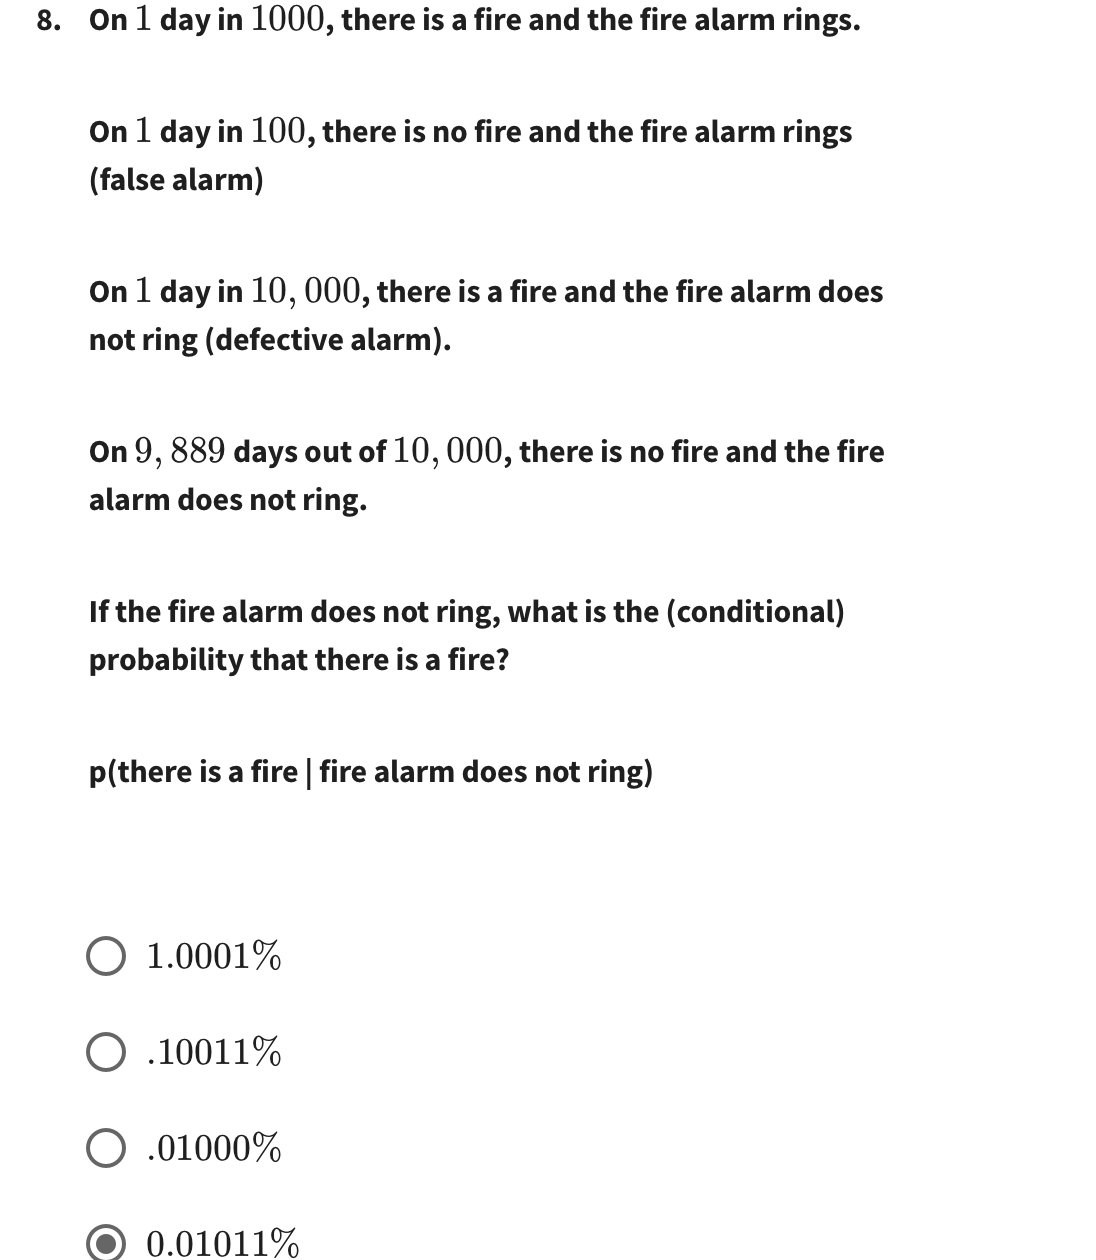 8. On 1 day in 1000, there is a fire and the fire alarm rings.
On 1 day in 100, there is no fire and the fire alarm rings
(false alarm)
On 1 day in 10, 000, there is a fire and the fire alarm does
not ring (defective alarm).
On 9, 889 days out of 10, 000, there is no fire and the fire
alarm does not ring.
If the fire alarm does not ring, what is the (conditional)
probability that there is a fire?
p(there is a fire | fire alarm does not ring)
1.0001%
.10011%
.01000%
0.01011%